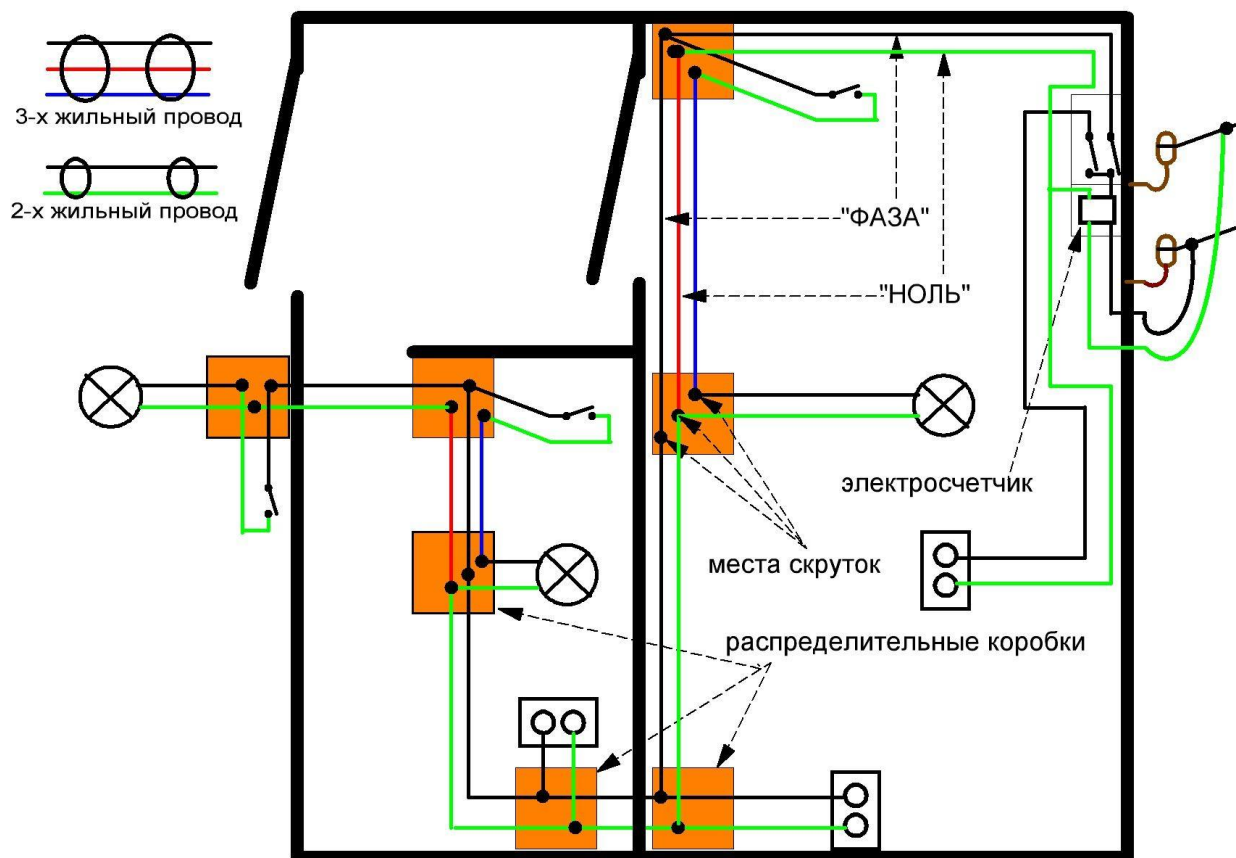 3-х жильный провод
2-х жильный провод
"ФАЗА"
"НОЛЬ"
электросчетчик
места скруток
распределительные коробки